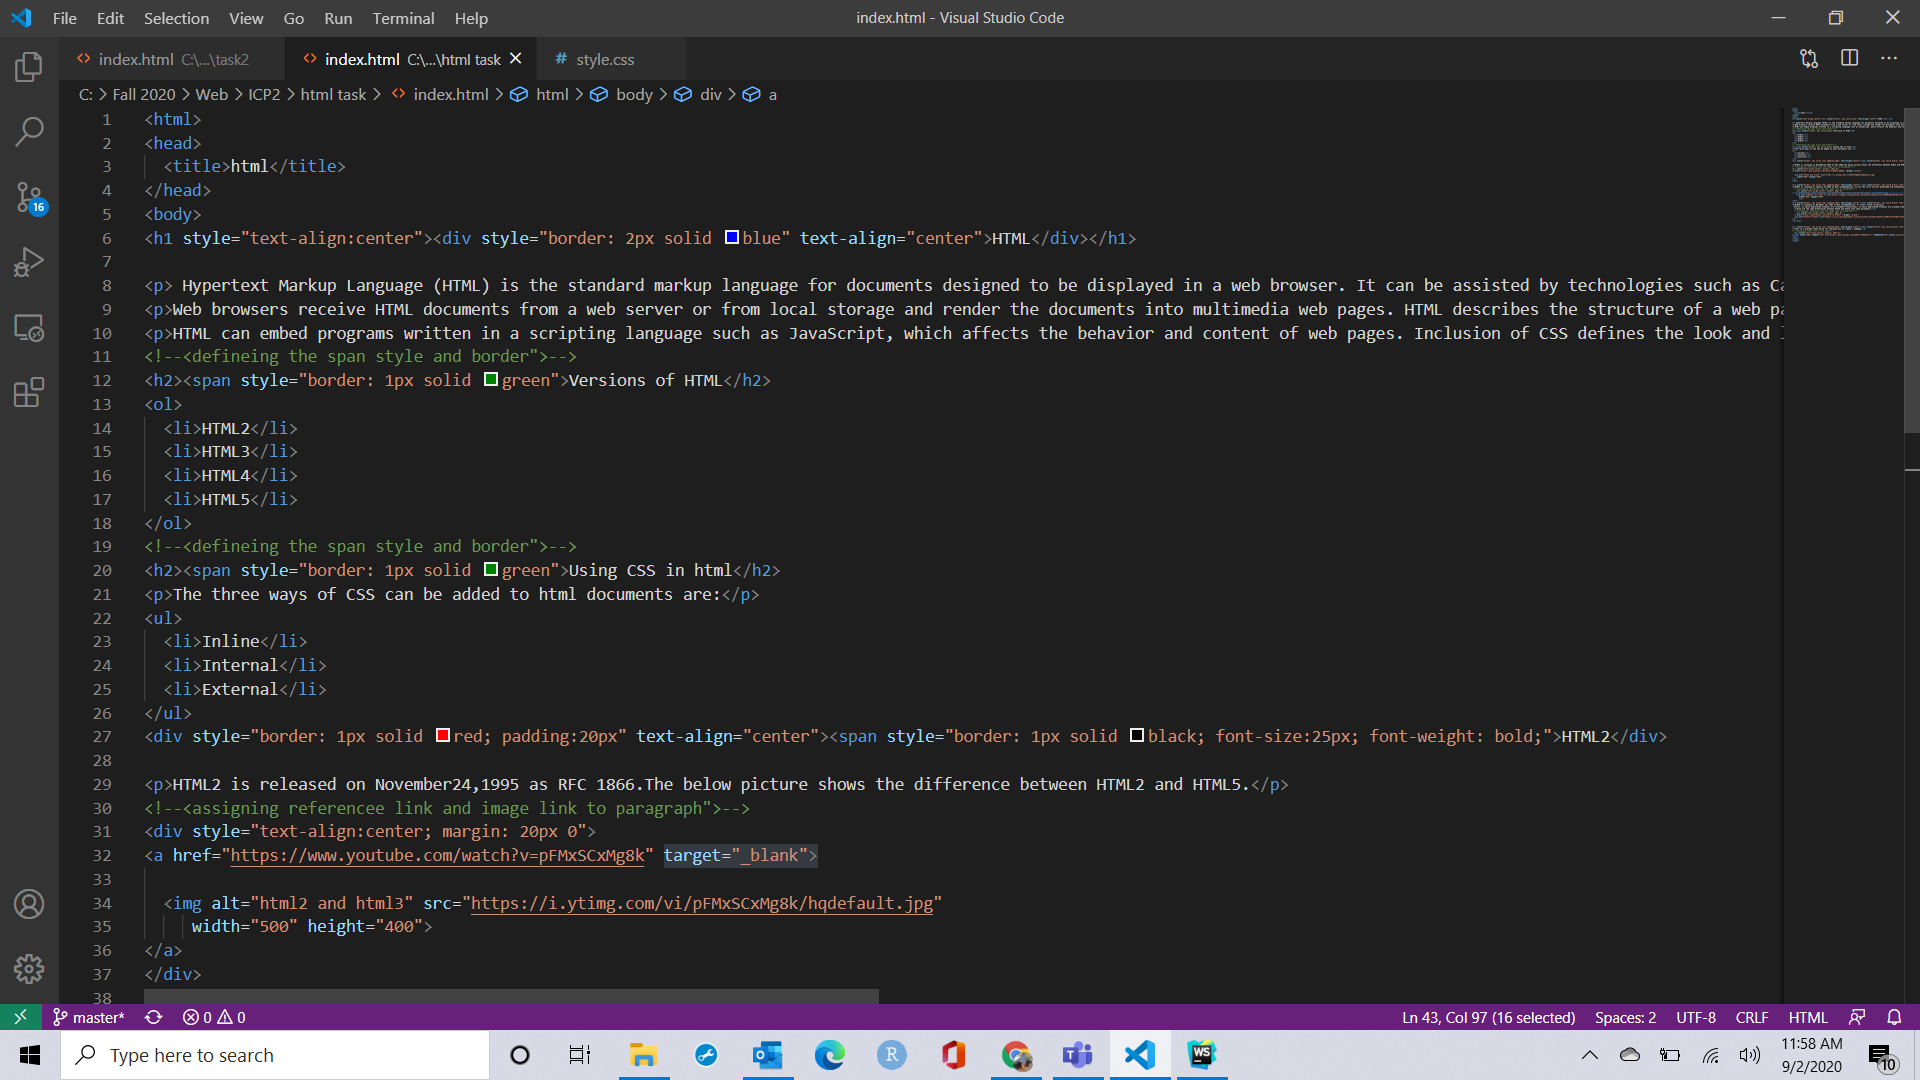 File Edit Selection View Go Run Terminal Help
index.html - Visual Studio Code
index.html C:\...\task2
index.html C:\...\html task
# style.css
C: > Fall 2020 > Web > ICP2 > html task > index.html > html > body > div > a
1 <html>
2 <head>
3 <title>html</title>
4 </head>
5 <body>
6 <h1 style="text-align:center"><div style="border: 2px solid blue" text-align="center">HTML</div></h1>
7
8 <p> Hypertext Markup Language (HTML) is the standard markup language for documents designed to be displayed in a web browser. It can be assisted by technologies such as Ca
9 <p>Web browsers receive HTML documents from a web server or from local storage and render the documents into multimedia web pages. HTML describes the structure of a web pa
10 <p>HTML can embed programs written in a scripting language such as JavaScript, which affects the behavior and content of web pages. Inclusion of CSS defines the look and l
11 <!--<defineing the span style and border">-->
12 <h2><span style="border: 1px solid green">Versions of HTML</h2>
13 <ol>
14 <li>HTML2</li>
15 <li>HTML3</li>
16 <li>HTML4</li>
17 <li>HTML5</li>
18 </ol>
19 <!--<defineing the span style and border">-->
20 <h2><span style="border: 1px solid green">Using CSS in html</h2>
21 <p>The three ways of CSS can be added to html documents are:</p>
22 <ul>
23 <li>Inline</li>
24 <li>Internal</li>
25 <li>External</li>
26 </ul>
27 <div style="border: 1px solid red; padding:20px" text-align="center"><span style="border: 1px solid black; font-size:25px; font-weight: bold;">HTML2</div>
28
29 <p>HTML2 is released on November24,1995 as RFC 1866.The below picture shows the difference between HTML2 and HTML5.</p>
30 <!--<assigning referencee link and image link to paragraph">-->
31 <div style="text-align:center; margin: 20px 0">
32 <a href="https://www.youtube.com/watch?v=pFMxSCxMg8k" target="_blank">
33
34 <img alt="html2 and html3" src="https://i.ytimg.com/vi/pFMxSCxMg8k/hqdefault.jpg"
35 width="500" height="400">
36 </a>
37 </div>
38
16
master* 0 0
Ln 43, Col 97 (16 selected) Spaces: 2 UTF-8 CRLF HTML
Type here to search
R
WS
11:58 AM
9/2/2020
10